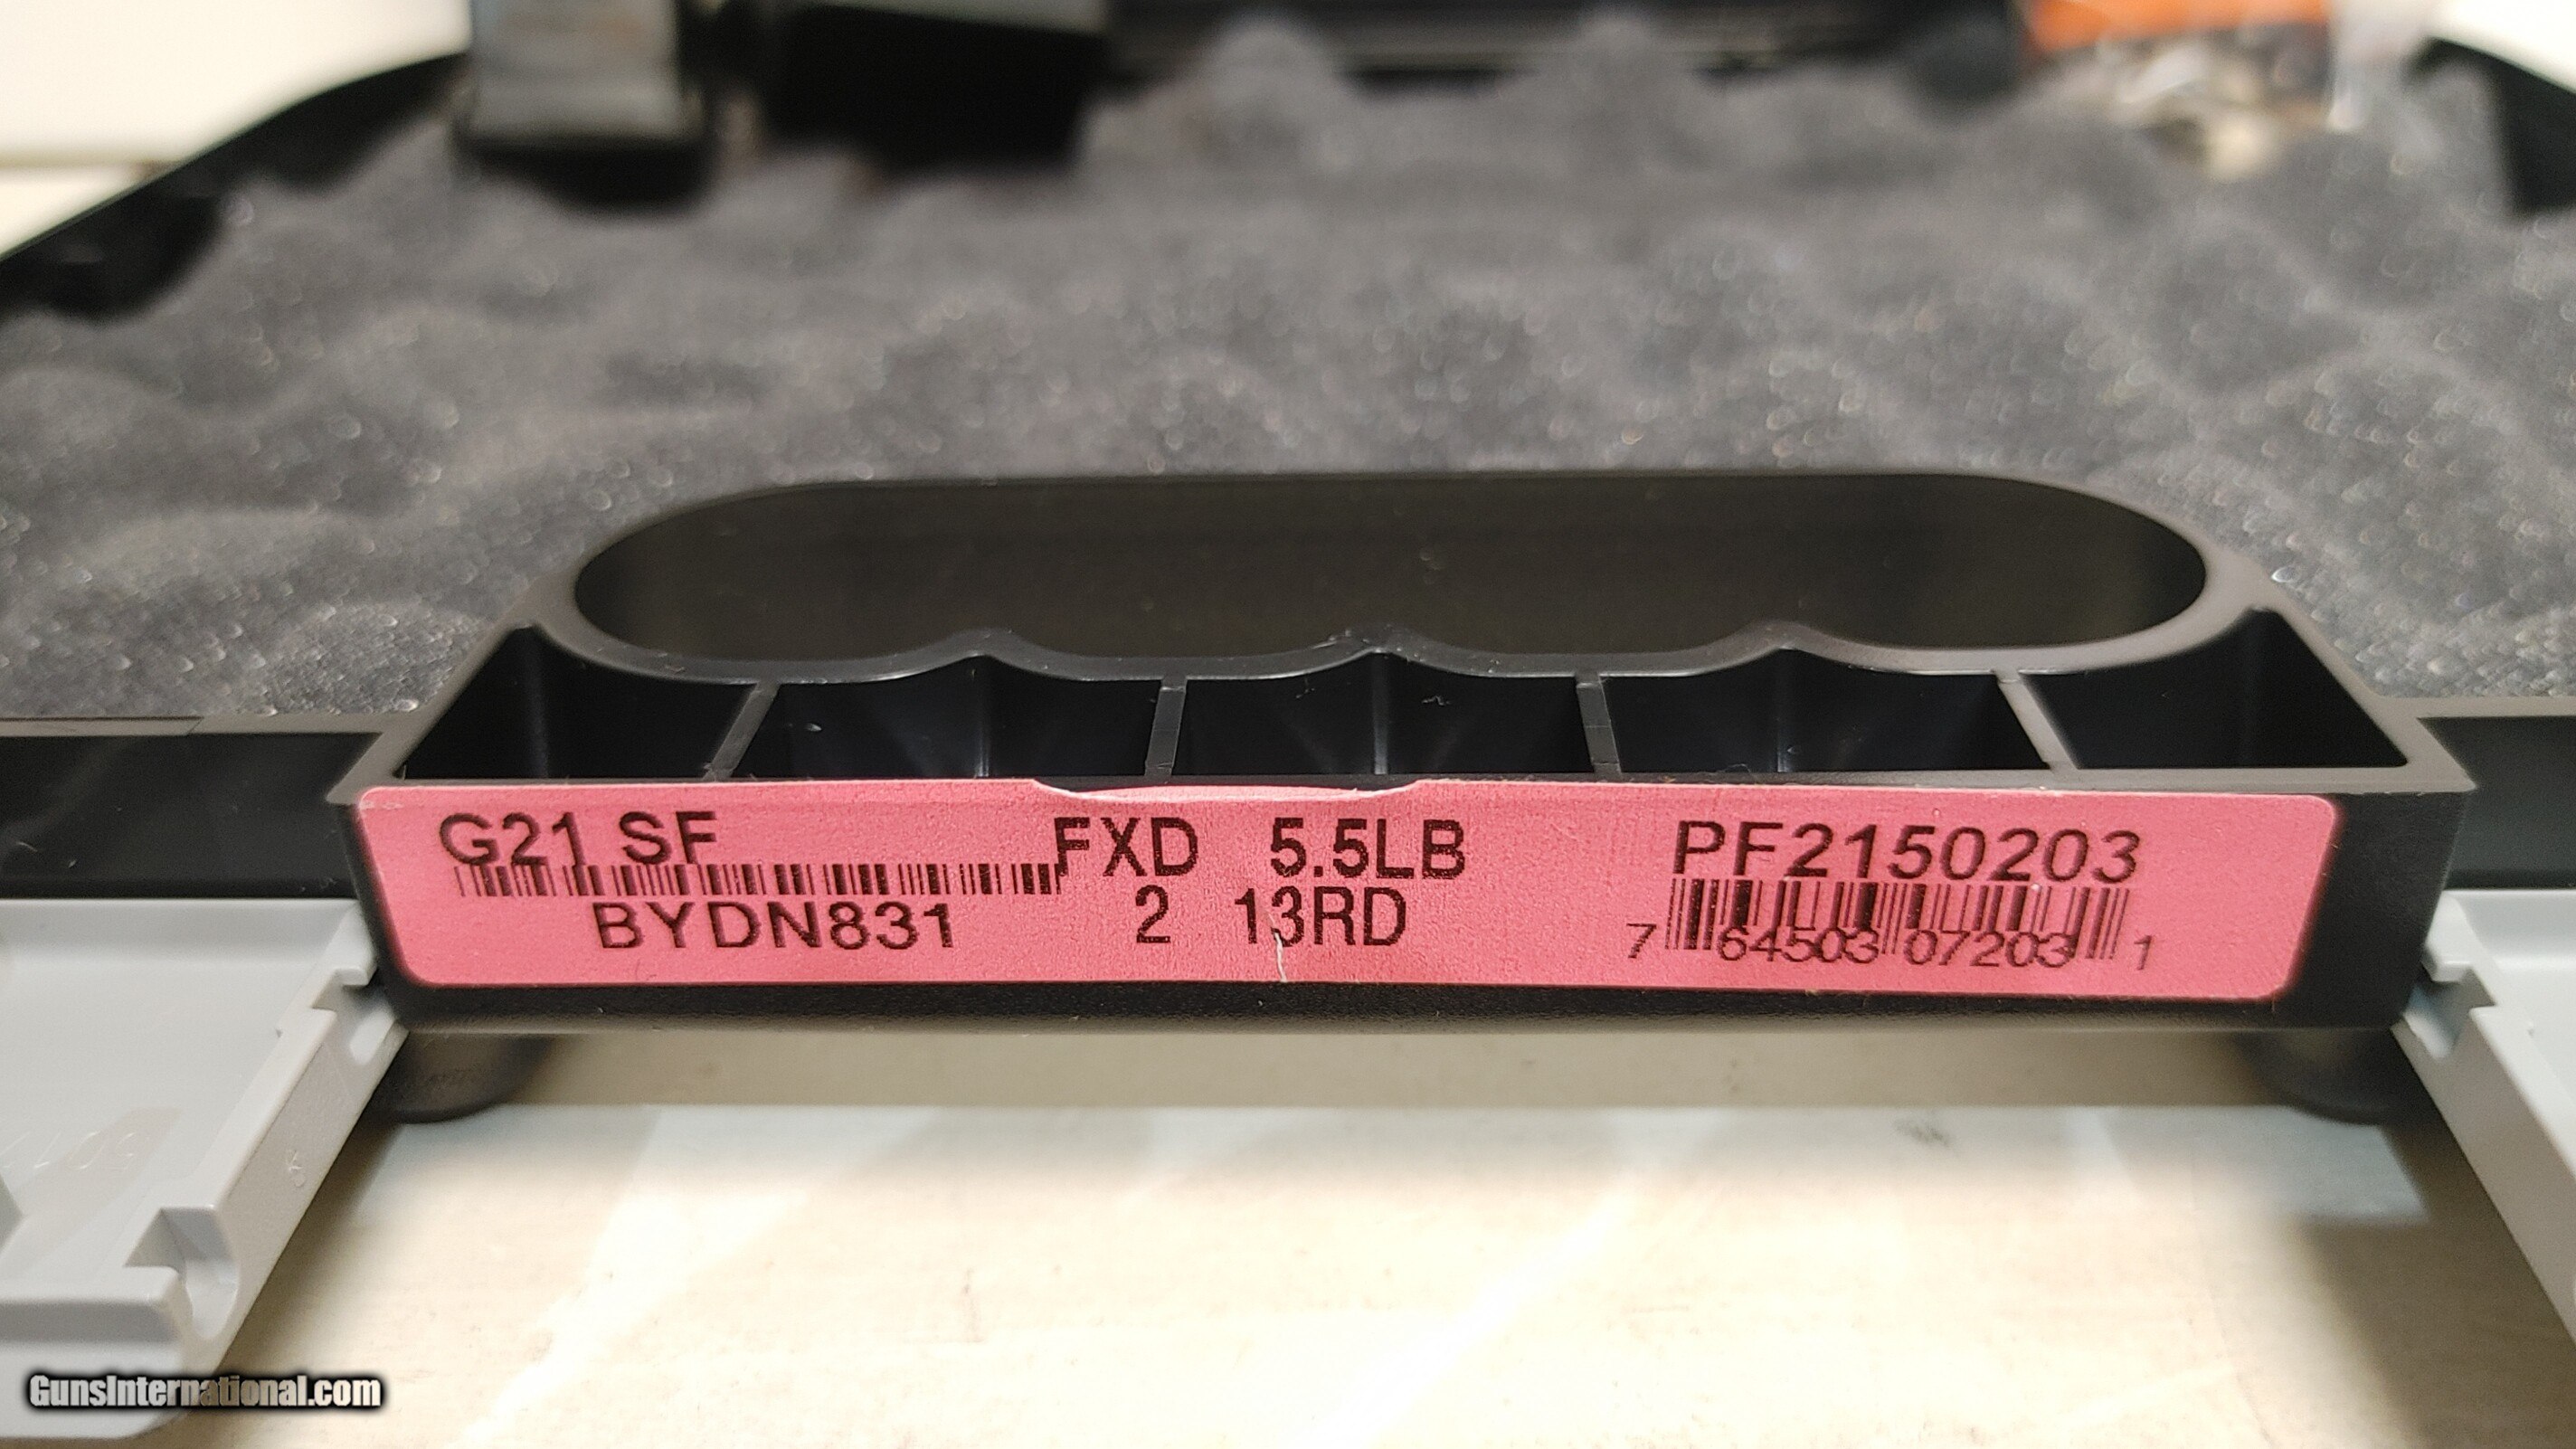 G21 SF FXD 5.5LB PF2150203
BYDN831 2 13RD 7 64503 07203 1
GunsInternational.com